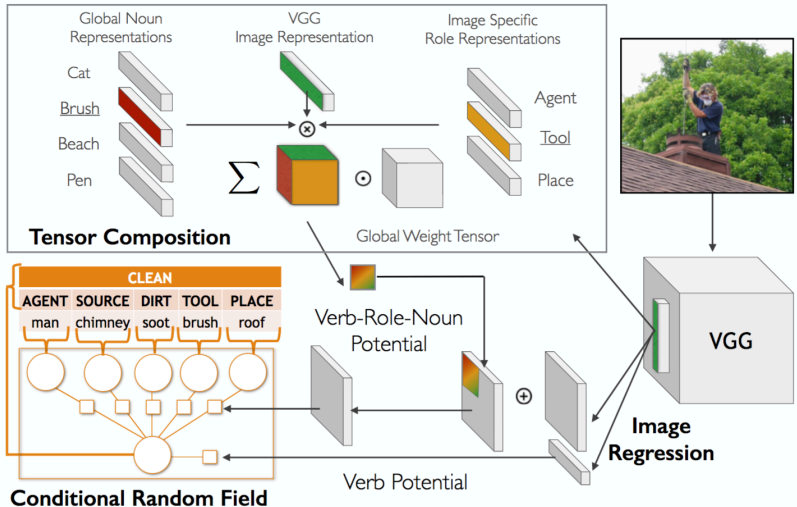 Global Noun
Representations
VGG
Image Representation
Image Specific
Role Representations
Cat
Brush
Beach
Pen
Agent
Tool
Place
Σ
Tensor Composition
Global Weight Tensor
CLEAN
AGENT SOURCE DIRT TOOL PLACE
man chimney soot brush roof
Verb-Role-Noun
Potential
VGG
Image
Regression
Verb Potential
Conditional Random Field